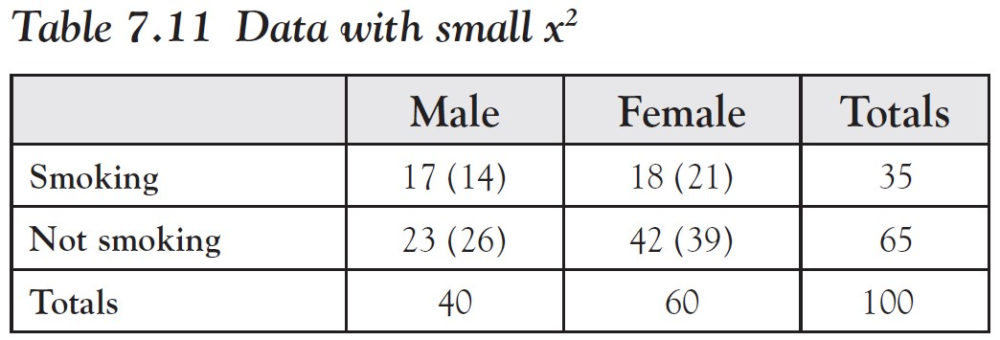 Table 7.11 Data with small x²
Male Female Totals
Smoking 17 (14) 18 (21) 35
Not smoking 23 (26) 42 (39) 65
Totals 40 60 100